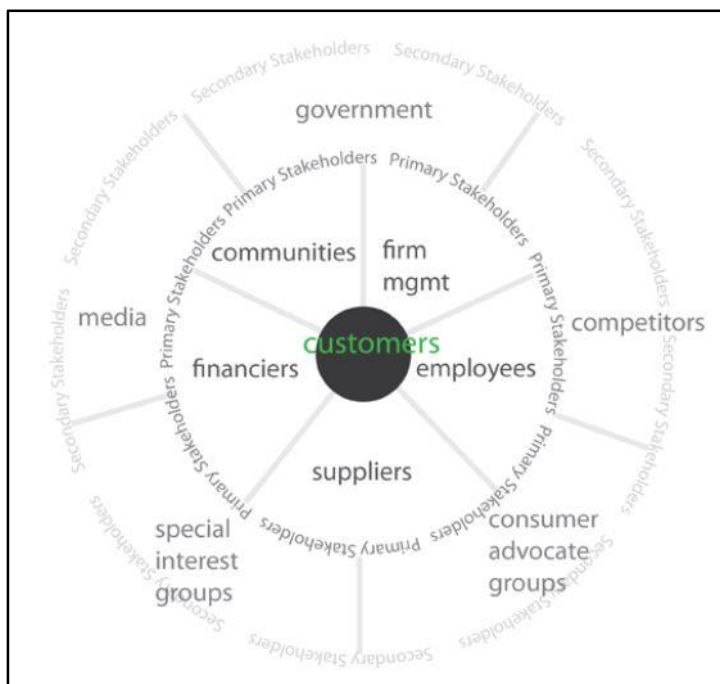 Secondary Stakeholders
Secondary Stakeholders
government
Secondary Stakeholders
Secondary Stakeholders
Primary Stakeholders
Primary Stakeholders
communities
firm
mgmt
Primary Stakeholders
Primary Stakeholders
media
customers
competitors
financiers
employees
Secondary Stakeholders
Secondary Stakeholders
Primary Stakeholders
Primary Stakeholders
suppliers
Primary Stakeholders
special
interest
groups
consumer
advocate
groups
Secondary Stakeholders
Secondary Stakeholders
Secondary Stakeholders